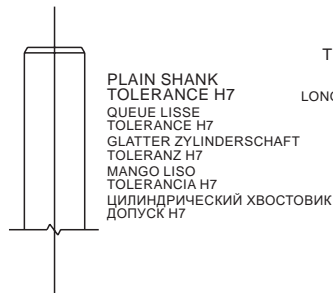 PLAIN SHANK
TOLERANCE H7
QUEUE LISSE
TOLERANCE H7
GLATTER ZYLINDERSCHAFT
TOLERANZ H7
MANGO LISO
TOLERANCIA H7
ЦИЛИНДРИЧЕСКИЙ ХВОСТОВИК
ДОПУСК H7